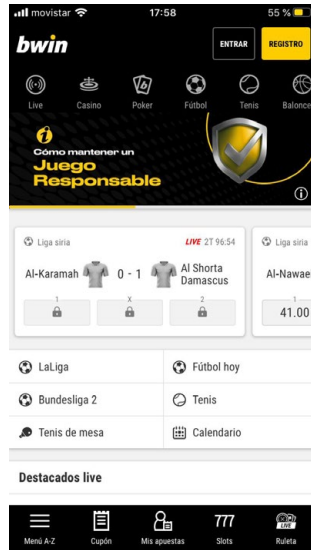 movistar 17:58 55 %
bwin ENTRAR REGISTRO
Live Casino Poker Fútbol Tenis Balonce
Cómo mantener un
Juego
Responsable
Liga siria LIVE 2T 96:54 Liga siria
Al-Karamah 0 - 1 Al Shorta Damascus Al-Nawae
1 X 2 1
41.00
LaLiga Fútbol hoy
Bundesliga 2 Tenis
Tenis de mesa Calendario
Destacados live
777 LIVE
Menú A-Z Cupón Mis apuestas Slots Ruleta